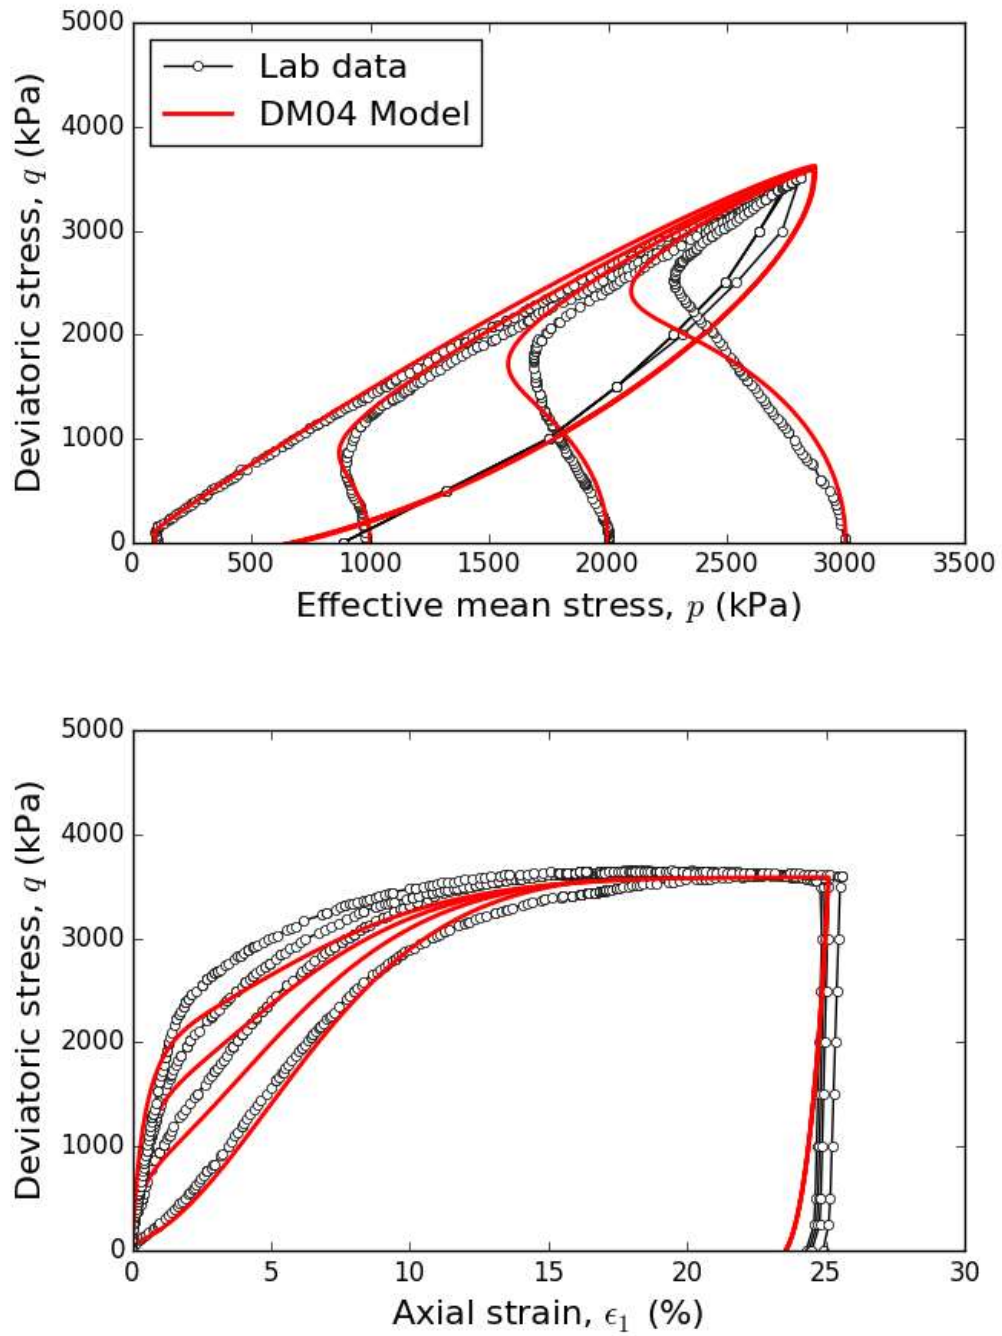 5000
4000
3000
2000
1000
0
Deviatoric stress, q (kPa)
Lab data
DM04 Model
0 500 1000 1500 2000 2500 3000 3500
Effective mean stress, p (kPa)
5000
4000
3000
2000
1000
0
Deviatoric stress, q (kPa)
0 5 10 15 20 25 30
Axial strain, ϵ₁ (%)